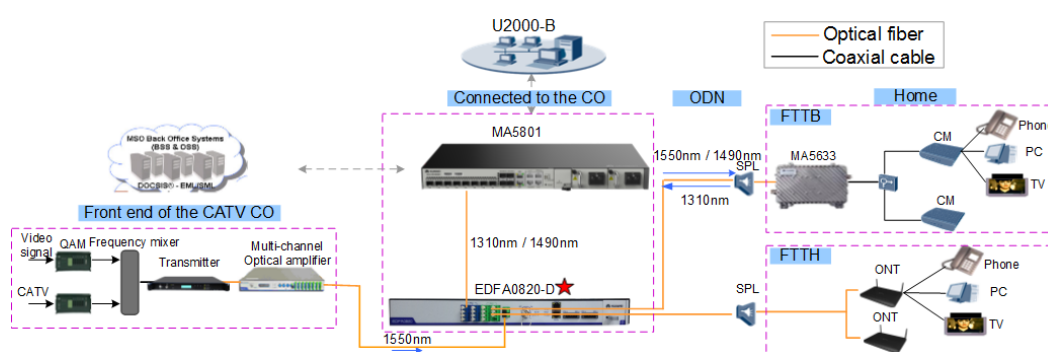 U2000-B
Optical fiber
Coaxial cable
Connected to the CO
ODN
Home
MA5801
FTTB
Phone
CM
PC
MSO Back Office Systems
(BSS & OSS)
DOCSIS® - EML/SML
1550nm / 1490nm
SPL
MA5633
TV
1310nm
CM
Front end of the CATV CO
Video
signal
QAM
Frequency mixer
Multi-channel
Optical amplifier
Transmitter
1310nm / 1490nm
FTTH
Phone
ONT
CATV
EDFA0820-D
SPL
PC
ONT
TV
1550nm